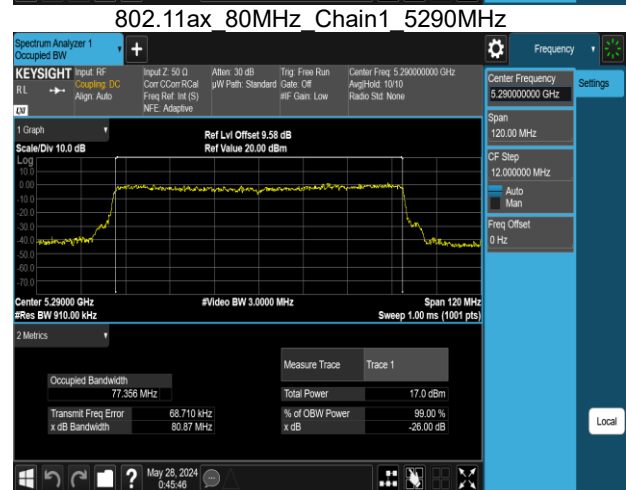 802.11ax_80MHz_Chain1_5290MHz
Spectrum Analyzer 1
Occupied BW
Frequency
KEYSIGHT
RL
LXI
Input: RF
Coupling: DC
Align: Auto
Input Z: 50 Ω
Corr CCorr RCal
Freq Ref: Int (S)
NFE: Adaptive
Atten: 30 dB
µW Path: Standard
Trig: Free Run
Gate: Off
#IF Gain: Low
Center Freq: 5.290000000 GHz
Avg|Hold: 10/10
Radio Std: None
Center Frequency
5.290000000 GHz
Settings
Span
120.00 MHz
CF Step
12.000000 MHz
Auto
Man
Freq Offset
0 Hz
1 Graph
Scale/Div 10.0 dB
Ref Lvl Offset 9.58 dB
Ref Value 20.00 dBm
Log
10.0
0.00
-10.0
-20.0
-30.0
-40.0
-50.0
-60.0
-70.0
Center 5.29000 GHz
#Res BW 910.00 kHz
#Video BW 3.0000 MHz
Span 120 MHz
Sweep 1.00 ms (1001 pts)
2 Metrics
Measure Trace Trace 1
Occupied Bandwidth
77.356 MHz
Total Power 17.0 dBm
Transmit Freq Error 68.710 kHz
% of OBW Power 99.00 %
x dB Bandwidth 80.87 MHz
x dB -26.00 dB
Local
?
May 28, 2024
0:45:46